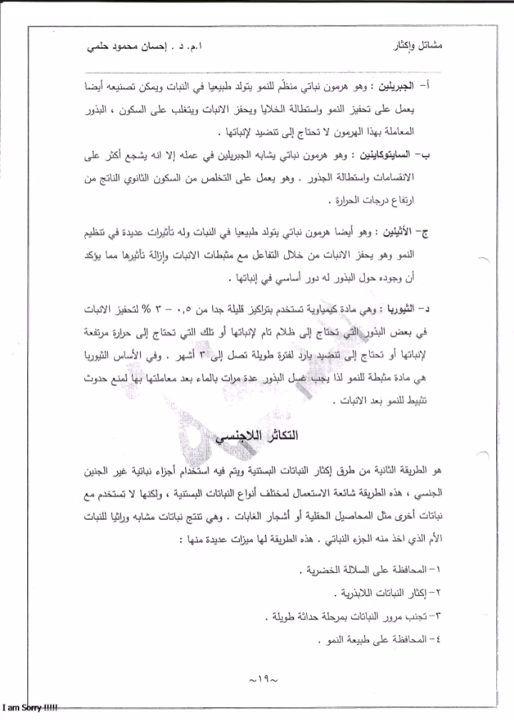 مشاتل وإكثار
ا.م. د. إحسان محمود حلمي
أ- الجبريلين : وهو هرمون نباتي منظّم للنمو يتولد طبيعيا في النبات ويمكن تصنيعه أيضا
يعمل على تحفيز النمو واستطالة الخلايا ويحفز الانبات ويتغلب على السكون ، البذور
المعاملة بهذا الهرمون لا تحتاج إلى تنضيد لإنباتها .
ب- السايتوكاينين : وهو هرمون نباتي يشابه الجبريلين في عمله إلا انه يشجع أكثر على
الانقسامات واستطالة الجذور . وهو يعمل على التخلص من السكون الثانوي الناتج من
ارتفاع درجات الحرارة .
ج- الأثيلين : وهو أيضا هرمون نباتي يتولد طبيعيا في النبات وله تأثيرات عديدة في تنظيم
النمو وهو يحفز الانبات من خلال التفاعل مع مثبطات الانبات وإزالة تأثيرها مما يؤكد
أن وجوده حول البذور له دور أساسي في إنباتها .
د- الثيوريا : وهي مادة كيمياوية تستخدم بتراكيز قليلة جدا من ٠,٥ – ٣ % لتحفيز الانبات
في بعض البذور التي تحتاج إلى ظلام تام لإنباتها أو تلك التي تحتاج إلى حرارة مرتفعة
لإنباتها أو تحتاج إلى تنضيد بارد لفترة طويلة تصل إلى ٣ أشهر . وفي الأساس الثيوريا
هي مادة مثبطة للنمو لذا يجب غسل البذور عدة مرات بالماء بعد معاملتها بها لمنع حدوث
تثبيط للنمو بعد الانبات .
التكاثر اللاجنسي
هو الطريقة الثانية من طرق إكثار النباتات البستنية ويتم فيه استخدام أجزاء نباتية غير الجنين
الجنسي ، هذه الطريقة شائعة الاستعمال لمختلف أنواع النباتات البستنية ، ولكنها لا تستخدم مع
نباتات أخرى مثل المحاصيل الحقلية أو أشجار الغابات . وهي تنتج نباتات مشابه وراثيا للنبات
الأم الذي اخذ منه الجزء النباتي . هذه الطريقة لها ميزات عديدة منها :
١- المحافظة على السلالة الخضرية .
٢- إكثار النباتات اللابذرية .
٣- تجنب مرور النباتات بمرحلة حداثة طويلة .
٤- المحافظة على طبيعة النمو .
~١٩~
I am Sorry !!!!!